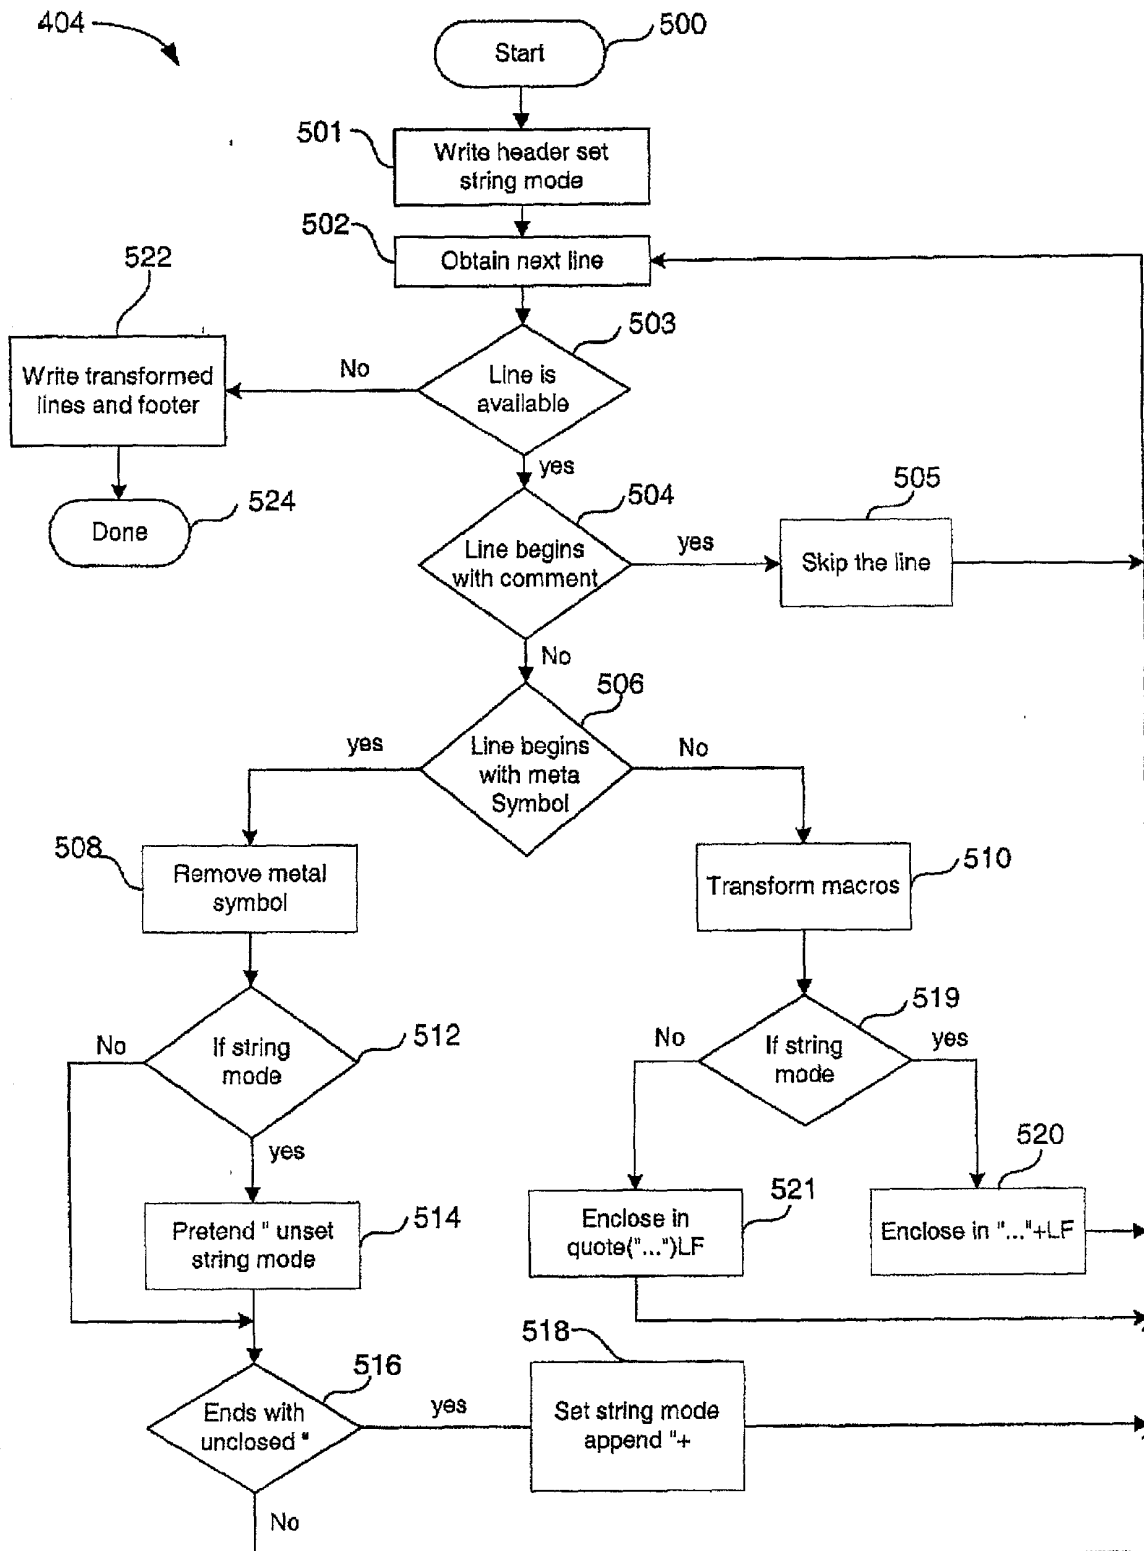 404
Start
500
501
Write header set
string mode
502
Obtain next line
522
503
Write transformed
lines and footer
No
Line is
available
yes
Done
524
504
505
Line begins
with comment
yes
Skip the line
No
506
yes
Line begins
with meta
Symbol
No
508
Remove metal
symbol
510
Transform macros
519
No
If string
mode
512
No
If string
mode
yes
yes
520
521
Pretend " unset
string mode
514
Enclose in
quote("...")LF
Enclose in "..."+LF
518
516
Ends with
unclosed "
yes
Set string mode
append "+
No